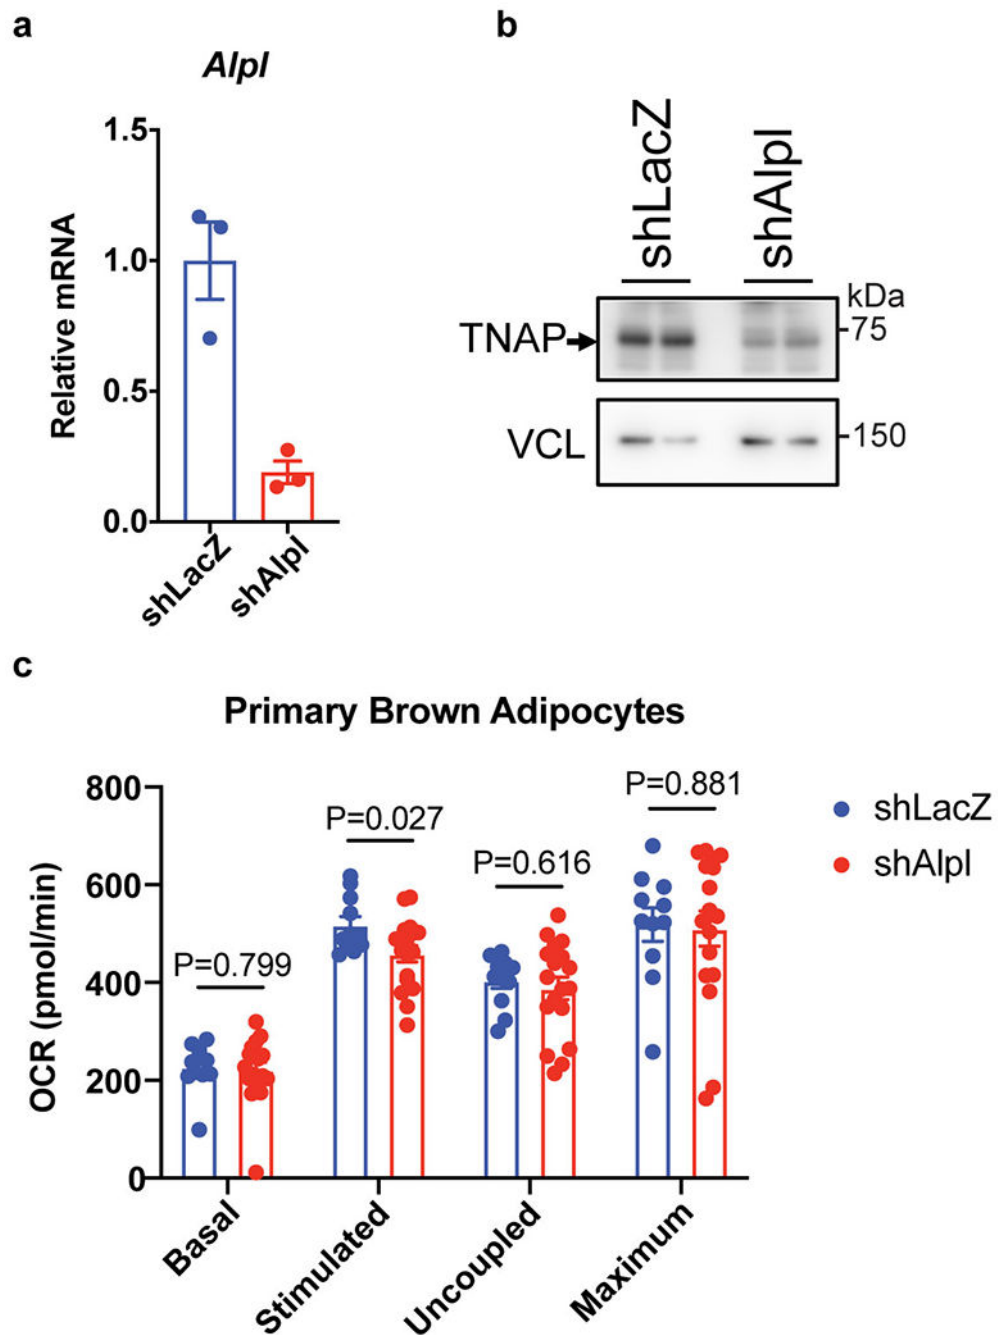 a
b
Alpl
1.5
1.0
0.5
0.0
Relative mRNA
shLacZ
shAlpl
shLacZ
shAlpl
kDa
TNAP
75
VCL
150
c
Primary Brown Adipocytes
800
600
400
200
0
OCR (pmol/min)
P=0.799
P=0.027
P=0.616
P=0.881
shLacZ
shAlpl
Basal
Stimulated
Uncoupled
Maximum